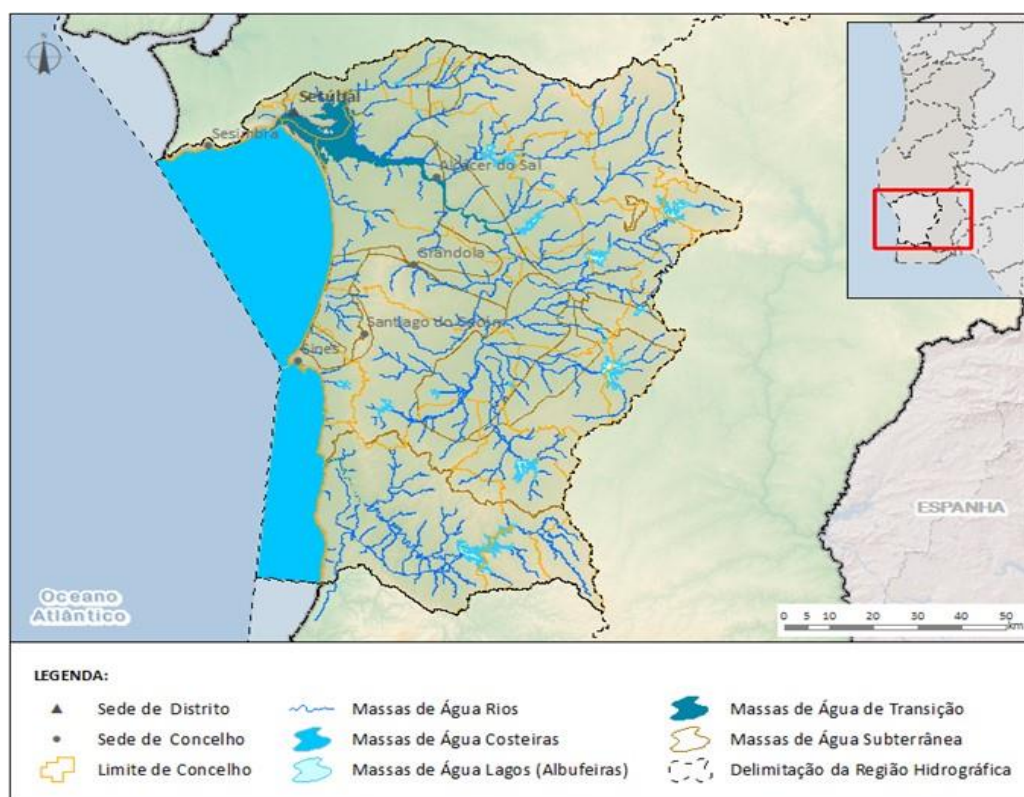 N
Setúbal
Sesimbra
Alcácer do Sal
Grândola
Santiago do Cacém
Sines
ESPANHA
Oceano
Atlântico
0 5 10 20 30 40 50
km
LEGENDA:
Sede de Distrito
Sede de Concelho
Limite de Concelho
Massas de Água Rios
Massas de Água Costeiras
Massas de Água Lagos (Albufeiras)
Massas de Água de Transição
Massas de Água Subterrânea
Delimitação da Região Hidrográfica